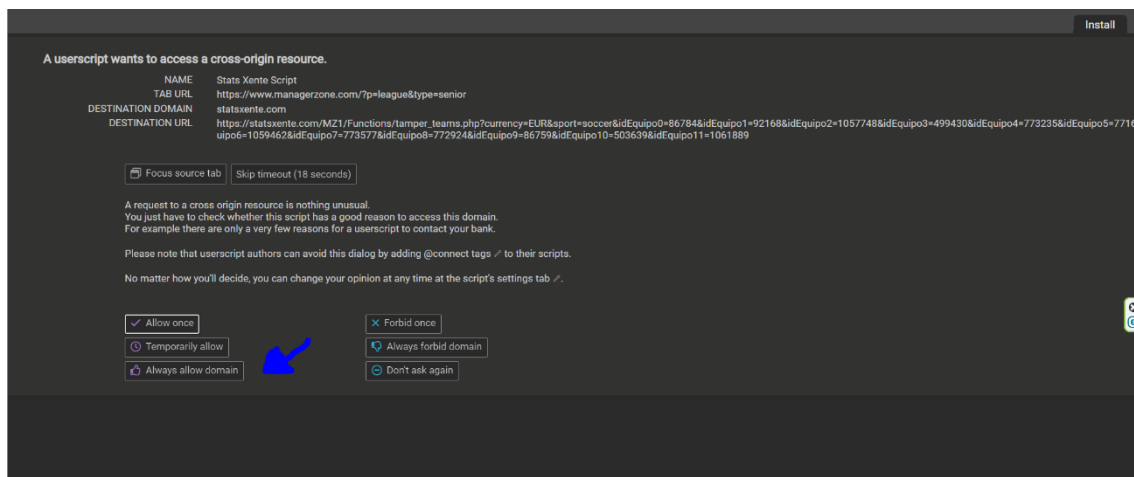 Install
A userscript wants to access a cross-origin resource.
NAME Stats Xente Script
TAB URL https://www.managerzone.com/?p=league&type=senior
DESTINATION DOMAIN statsxente.com
DESTINATION URL https://statsxente.com/MZ1/Functions/tamper_teams.php?currency=EUR&sport=soccer&idEquipo0=86784&idEquipo1=92168&idEquipo2=1057748&idEquipo3=499430&idEquipo4=773235&idEquipo5=7716
uipo6=1059462&idEquipo7=773577&idEquipo8=772924&idEquipo9=86759&idEquipo10=503639&idEquipo11=1061889
Focus source tab Skip timeout (18 seconds)
A request to a cross origin resource is nothing unusual.
You just have to check whether this script has a good reason to access this domain.
For example there are only a very few reasons for a userscript to contact your bank.
Please note that userscript authors can avoid this dialog by adding @connect tags to their scripts.
No matter how you'll decide, you can change your opinion at any time at the script's settings tab .
Allow once Forbid once
Temporarily allow Always forbid domain
Always allow domain Don't ask again